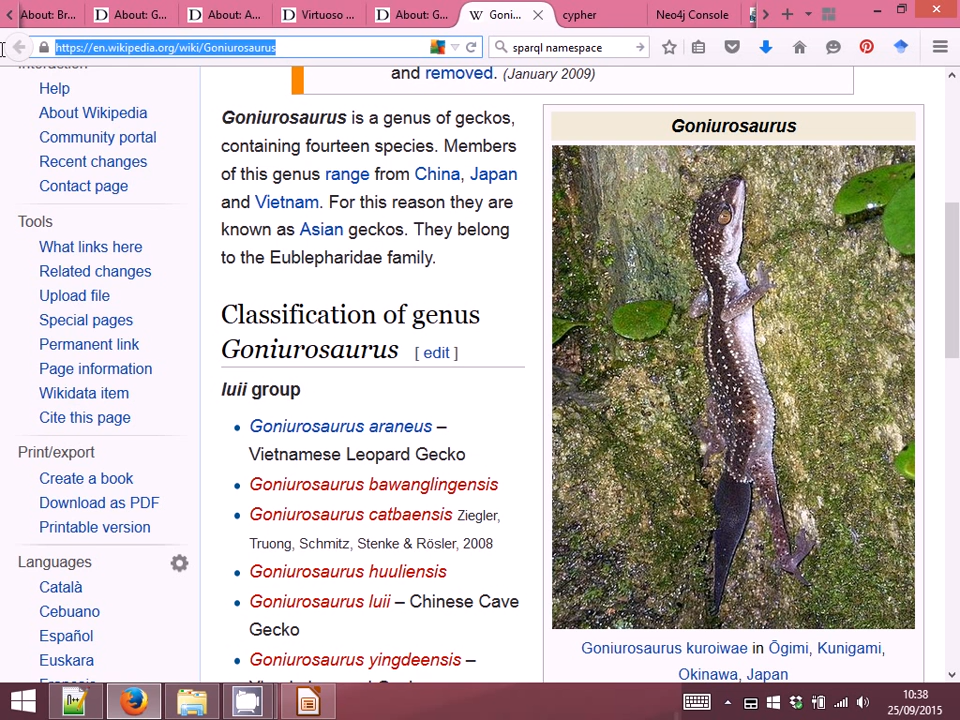 About: Br...
About: G...
About: A...
Virtuoso ...
About: G...
Goni...
cypher
Neo4j Console
https://en.wikipedia.org/wiki/Goniurosaurus
sparql namespace
Help
About Wikipedia
Community portal
Recent changes
Contact page
Tools
What links here
Related changes
Upload file
Special pages
Permanent link
Page information
Wikidata item
Cite this page
Print/export
Create a book
Download as PDF
Printable version
Languages
Català
Cebuano
Español
Euskara
and removed. (January 2009)
Goniurosaurus is a genus of geckos,
containing fourteen species. Members
of this genus range from China, Japan
and Vietnam. For this reason they are
known as Asian geckos. They belong
to the Eublepharidae family.
Classification of genus
Goniurosaurus [ edit ]
luii group
Goniurosaurus araneus –
Vietnamese Leopard Gecko
Goniurosaurus bawanglingensis
Goniurosaurus catbaensis Ziegler,
Truong, Schmitz, Stenke & Rösler, 2008
Goniurosaurus huuliensis
Goniurosaurus luii – Chinese Cave
Gecko
Goniurosaurus yingdeensis –
Goniurosaurus
Goniurosaurus kuroiwae in Ōgimi, Kunigami,
Okinawa, Japan
10:38
25/09/2015